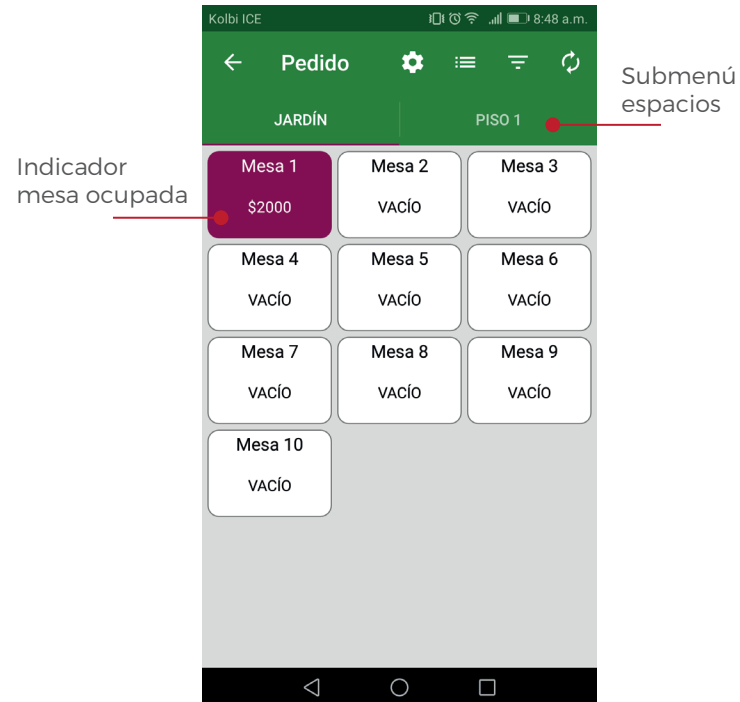 Kolbi ICE 8:48 a.m.
Pedido
JARDÍN PISO 1
Submenú
espacios
Indicador
mesa ocupada
Mesa 1 Mesa 2 Mesa 3
$2000 VACÍO VACÍO
Mesa 4 Mesa 5 Mesa 6
VACÍO VACÍO VACÍO
Mesa 7 Mesa 8 Mesa 9
VACÍO VACÍO VACÍO
Mesa 10
VACÍO